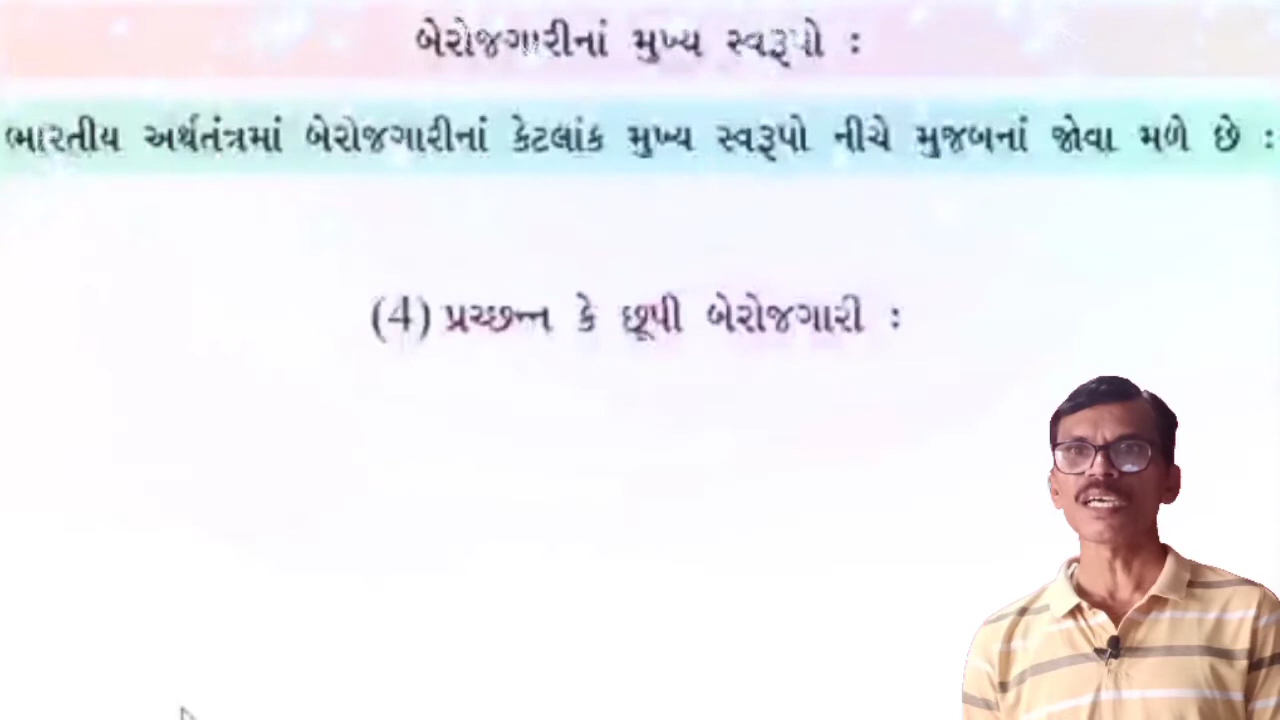 બેરોજગારીનાં મુખ્ય સ્વરૂપો :
ભારતીય અર્થતંત્રમાં બેરોજગારીનાં કેટલાંક મુખ્ય સ્વરૂપો નીચે મુજબનાં જોવા મળે છે :
(4) પ્રચ્છન્ન કે છૂપી બેરોજગારી :